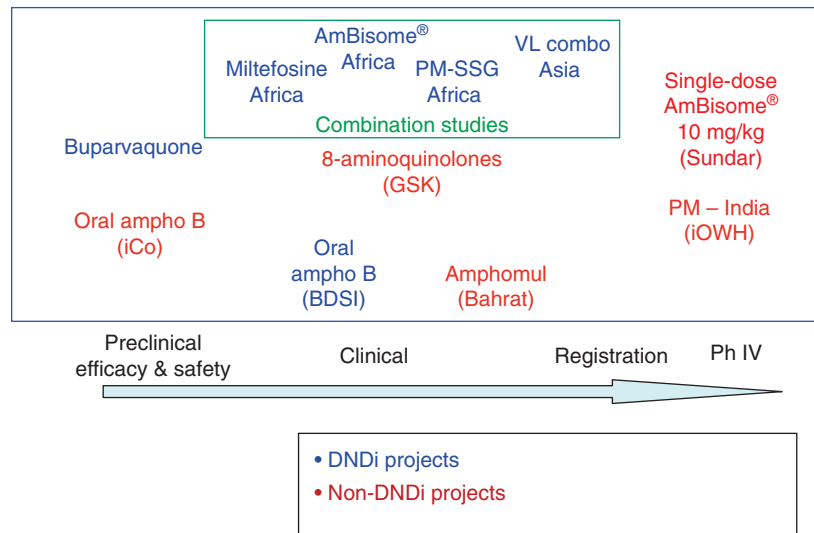 AmBisome®
Africa
VL combo
Asia
Miltefosine
Africa
PM-SSG
Africa
Combination studies
Single-dose
AmBisome®
10 mg/kg
(Sundar)
Buparvaquone
8-aminoquinolones
(GSK)
Oral ampho B
(iCo)
PM – India
(iOWH)
Oral
ampho B
(BDSI)
Amphomul
(Bahrat)
Preclinical
efficacy & safety
Clinical
Registration
Ph IV
• DNDi projects
• Non-DNDi projects